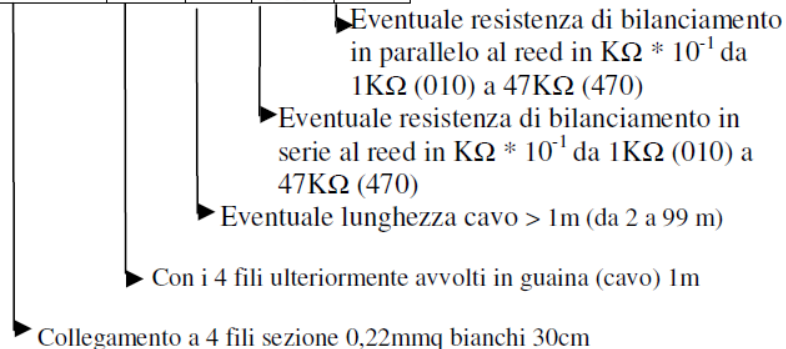 Eventuale resistenza di bilanciamento
in parallelo al reed in KΩ * 10⁻¹ da
1KΩ (010) a 47KΩ (470)
Eventuale resistenza di bilanciamento in
serie al reed in KΩ * 10⁻¹ da 1KΩ (010) a
47KΩ (470)
Eventuale lunghezza cavo > 1m (da 2 a 99 m)
Con i 4 fili ulteriormente avvolti in guaina (cavo) 1m
Collegamento a 4 fili sezione 0,22mmq bianchi 30cm